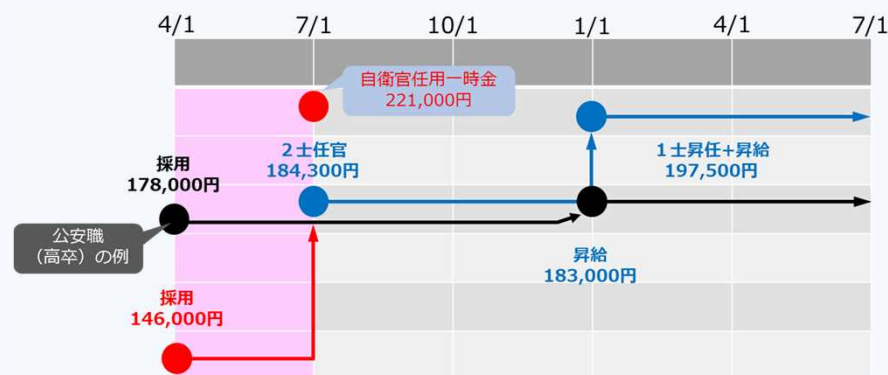 4/1
7/1
10/1
1/1
4/1
7/1
自衛官任用一時金
221,000円
採用
178,000円
2士任官
184,300円
1士昇任+昇給
197,500円
公安職
（高卒）の例
昇給
183,000円
採用
146,000円